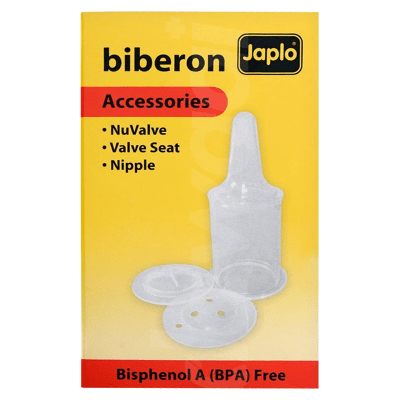 biberon
Japlo®
Accessories
• NuValve
• Valve Seat
• Nipple
Bisphenol A (BPA) Free